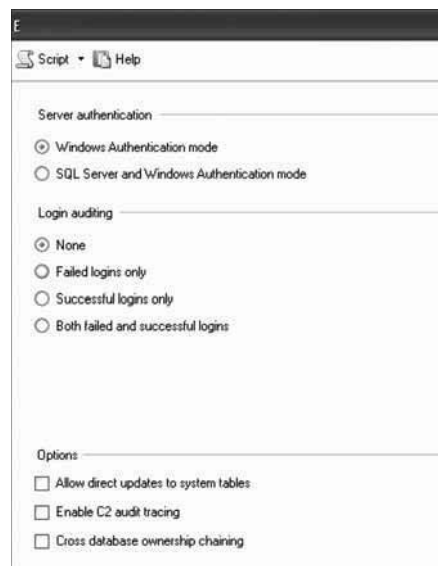 E
Script Help
Server authentication
Windows Authentication mode
SQL Server and Windows Authentication mode
Login auditing
None
Failed logins only
Successful logins only
Both failed and successful logins
Options
Allow direct updates to system tables
Enable C2 audit tracing
Cross database ownership chaining